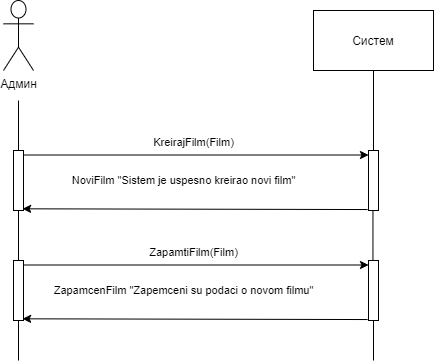 Систем
Админ
KreirajFilm(Film)
NoviFilm "Sistem je uspesno kreirao novi film"
ZapamtiFilm(Film)
ZapamcenFilm "Zapemceni su podaci o novom filmu"